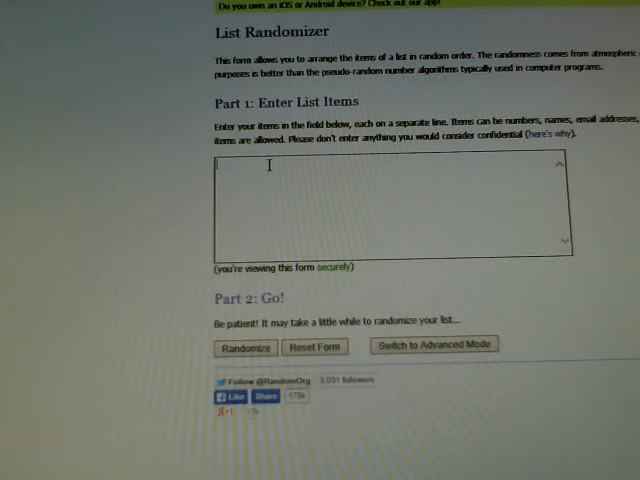 Do you own an iOS or Android device? Check out our app!
List Randomizer
This form allows you to arrange the items of a list in random order. The randomness comes from atmospheric
purposes is better than the pseudo-random number algorithms typically used in computer programs.
Part 1: Enter List Items
Enter your items in the field below, each on a separate line. Items can be numbers, names, email addresses,
items are allowed. Please don't enter anything you would consider confidential (here's why).
(you're viewing this form securely)
Part 2: Go!
Be patient! It may take a little while to randomize your list...
Randomize Reset Form Switch to Advanced Mode
Follow @RandomOrg 3,031 followers
Like Share 178k
g+1